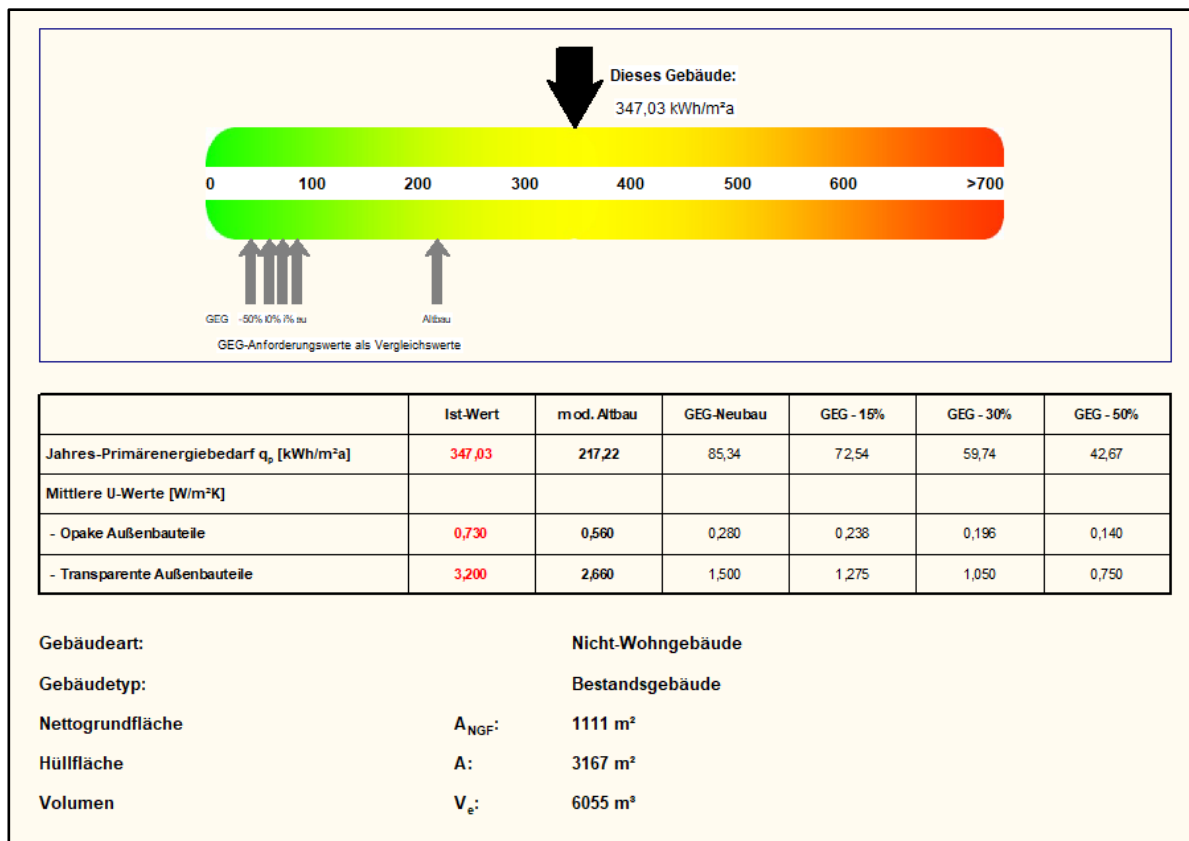 Dieses Gebäude:
347,03 kWh/m²a
0 100 200 300 400 500 600 >700
GEG -50% Altbau
GEG-Anforderungswerte als Vergleichswerte
Ist-Wert mod. Altbau GEG-Neubau GEG - 15% GEG - 30% GEG - 50%
Jahres-Primärenergiebedarf qp [kWh/m²a] 347,03 217,22 85,34 72,54 59,74 42,67
Mittlere U-Werte [W/m²K]
- Opake Außenbauteile 0,730 0,560 0,280 0,238 0,196 0,140
- Transparente Außenbauteile 3,200 2,660 1,500 1,275 1,050 0,750
Gebäudeart: Nicht-Wohngebäude
Gebäudetyp: Bestandsgebäude
Nettogrundfläche ANGF: 1111 m²
Hüllfläche A: 3167 m²
Volumen Ve: 6055 m³